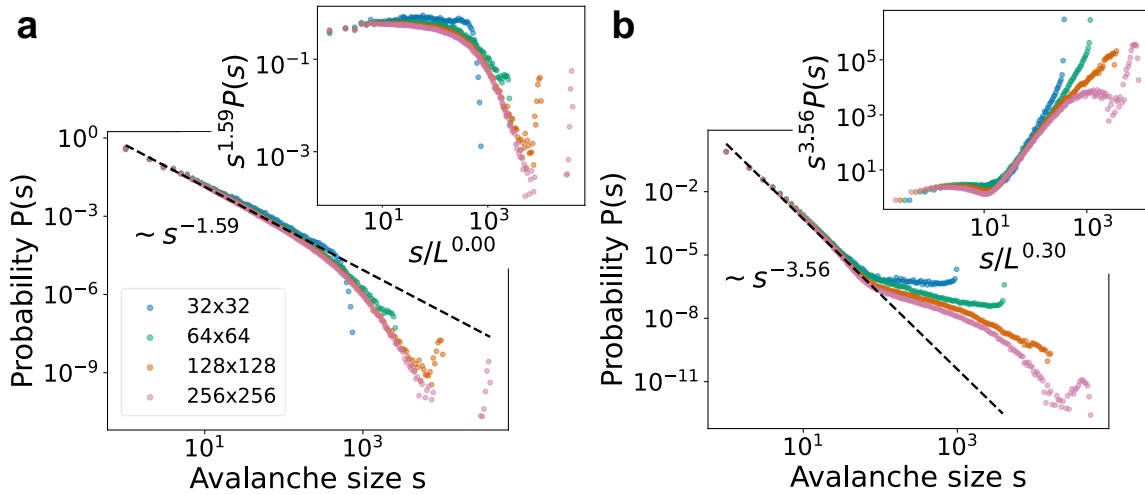 a
s^1.59 P(s)
10^-1
10^-3
10^1
10^3
s/L^0.00
Probability P(s)
10^0
10^-3
10^-6
10^-9
~ s^-1.59
32x32
64x64
128x128
256x256
10^1
10^3
Avalanche size s
b
s^3.56 P(s)
10^5
10^3
10^1
10^1
10^3
s/L^0.30
Probability P(s)
10^-2
10^-5
10^-8
10^-11
~ s^-3.56
10^1
10^3
Avalanche size s